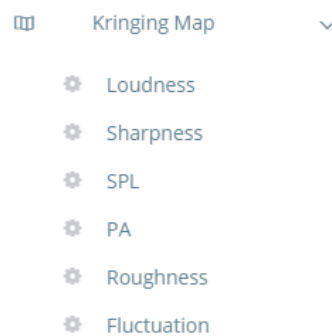 Kringing Map
Loudness
Sharpness
SPL
PA
Roughness
Fluctuation